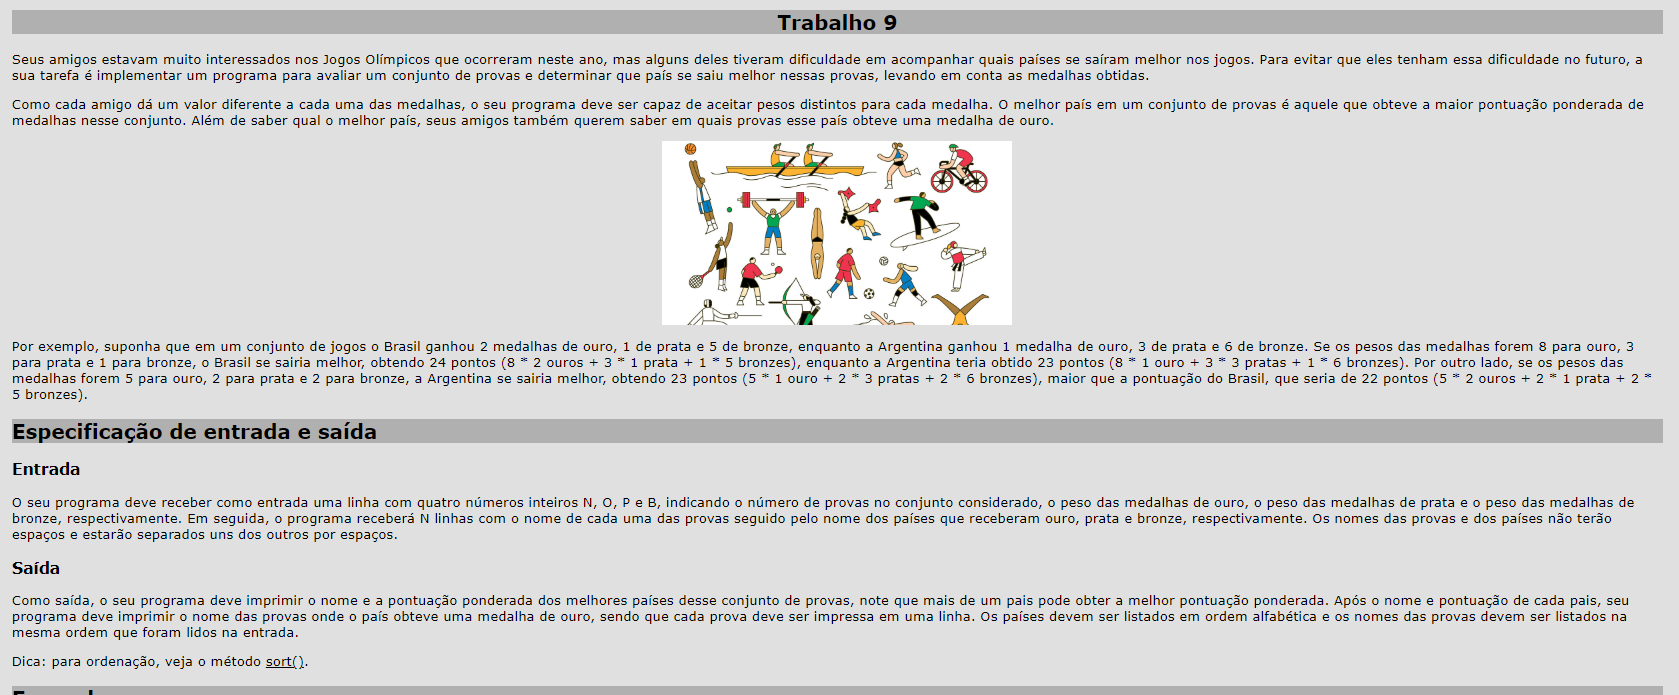 Trabalho 9
Seus amigos estavam muito interessados nos Jogos Olímpicos que ocorreram neste ano, mas alguns deles tiveram dificuldade em acompanhar quais países se saíram melhor nos jogos. Para evitar que eles tenham essa dificuldade no futuro, a
sua tarefa é implementar um programa para avaliar um conjunto de provas e determinar que país se saiu melhor nessas provas, levando em conta as medalhas obtidas.
Como cada amigo dá um valor diferente a cada uma das medalhas, o seu programa deve ser capaz de aceitar pesos distintos para cada medalha. O melhor país em um conjunto de provas é aquele que obteve a maior pontuação ponderada de
medalhas nesse conjunto. Além de saber qual o melhor país, seus amigos também querem saber em quais provas esse país obteve uma medalha de ouro.
Por exemplo, suponha que em um conjunto de jogos o Brasil ganhou 2 medalhas de ouro, 1 de prata e 5 de bronze, enquanto a Argentina ganhou 1 medalha de ouro, 3 de prata e 6 de bronze. Se os pesos das medalhas forem 8 para ouro, 3
para prata e 1 para bronze, o Brasil se sairia melhor, obtendo 24 pontos (8 * 2 ouros + 3 * 1 prata + 1 * 5 bronzes), enquanto a Argentina teria obtido 23 pontos (8 * 1 ouro + 3 * 3 pratas + 1 * 6 bronzes). Por outro lado, se os pesos das
medalhas forem 5 para ouro, 2 para prata e 2 para bronze, a Argentina se sairia melhor, obtendo 23 pontos (5 * 1 ouro + 2 * 3 pratas + 2 * 6 bronzes), maior que a pontuação do Brasil, que seria de 22 pontos (5 * 2 ouros + 2 * 1 prata + 2 *
5 bronzes).
Especificação de entrada e saída
Entrada
O seu programa deve receber como entrada uma linha com quatro números inteiros N, O, P e B, indicando o número de provas no conjunto considerado, o peso das medalhas de ouro, o peso das medalhas de prata e o peso das medalhas de
bronze, respectivamente. Em seguida, o programa receberá N linhas com o nome de cada uma das provas seguido pelo nome dos países que receberam ouro, prata e bronze, respectivamente. Os nomes das provas e dos países não terão
espaços e estarão separados uns dos outros por espaços.
Saída
Como saída, o seu programa deve imprimir o nome e a pontuação ponderada dos melhores países desse conjunto de provas, note que mais de um pais pode obter a melhor pontuação ponderada. Após o nome e pontuação de cada pais, seu
programa deve imprimir o nome das provas onde o país obteve uma medalha de ouro, sendo que cada prova deve ser impressa em uma linha. Os países devem ser listados em ordem alfabética e os nomes das provas devem ser listados na
mesma ordem que foram lidos na entrada.
Dica: para ordenação, veja o método sort().